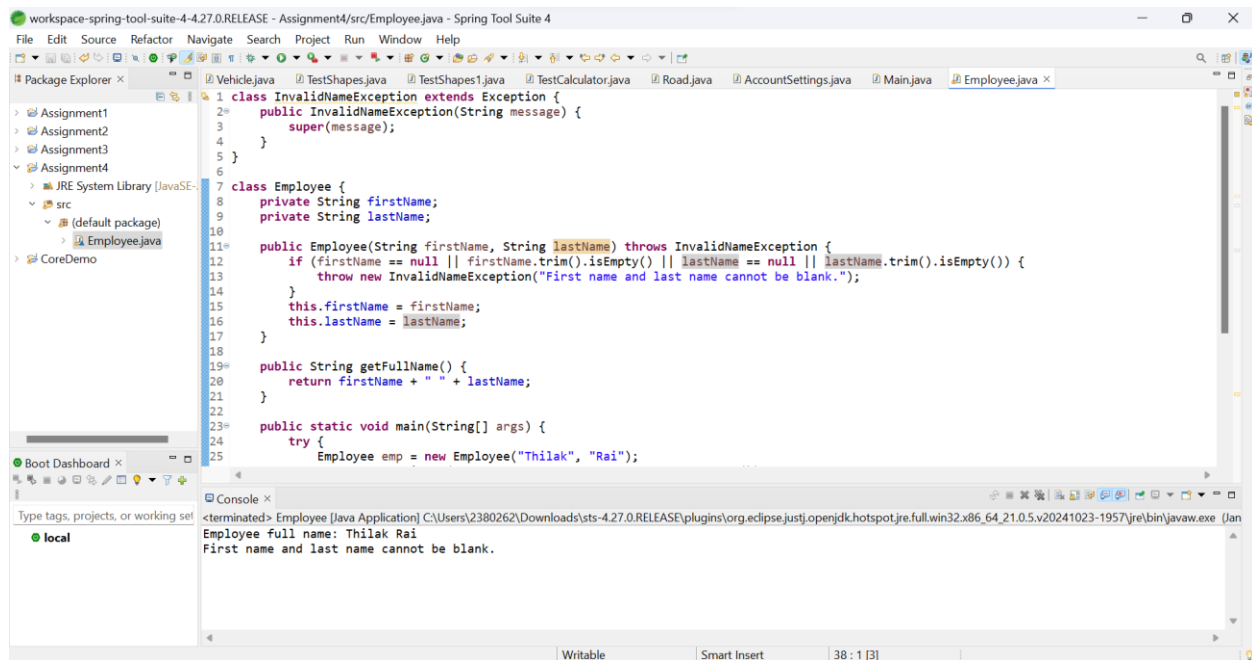 workspace-spring-tool-suite-4-4.27.0.RELEASE - Assignment4/src/Employee.java - Spring Tool Suite 4
File Edit Source Refactor Navigate Search Project Run Window Help
Package Explorer
Vehicle.java TestShapes.java TestShapes1.java TestCalculator.java Road.java AccountSettings.java Main.java Employee.java
Assignment1
Assignment2
Assignment3
Assignment4
JRE System Library [JavaSE-
src
(default package)
Employee.java
CoreDemo
1 class InvalidNameException extends Exception {
2 public InvalidNameException(String message) {
3 super(message);
4 }
5 }
6
7 class Employee {
8 private String firstName;
9 private String lastName;
10
11 public Employee(String firstName, String lastName) throws InvalidNameException {
12 if (firstName == null || firstName.trim().isEmpty() || lastName == null || lastName.trim().isEmpty()) {
13 throw new InvalidNameException("First name and last name cannot be blank.");
14 }
15 this.firstName = firstName;
16 this.lastName = lastName;
17 }
18
19 public String getFullName() {
20 return firstName + " " + lastName;
21 }
22
23 public static void main(String[] args) {
24 try {
25 Employee emp = new Employee("Thilak", "Rai");
Boot Dashboard
Type tags, projects, or working set
local
Console
<terminated> Employee [Java Application] C:\Users\2380262\Downloads\sts-4.27.0.RELEASE\plugins\org.eclipse.justj.openjdk.hotspot.jre.full.win32.x86_64_21.0.5.v20241023-1957\jre\bin\javaw.exe (Jan
Employee full name: Thilak Rai
First name and last name cannot be blank.
Writable Smart Insert 38 : 1 [3]